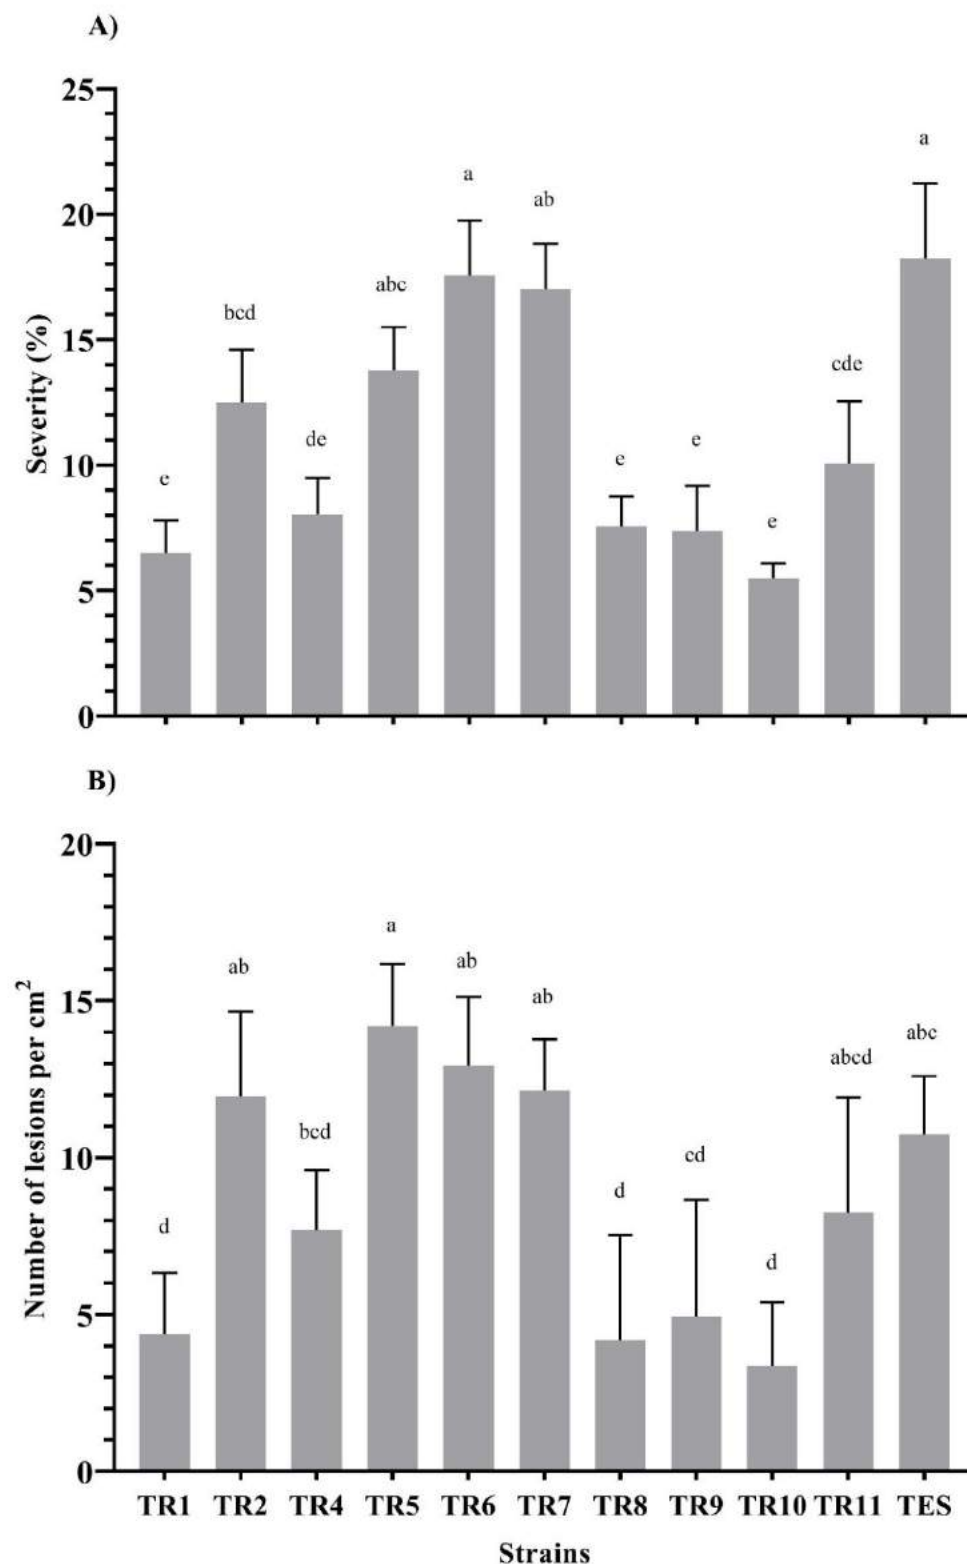 A)
25
20
15
10
5
0
Severity (%)
e
bcd
de
abc
a
ab
e
e
e
cde
a
B)
20
15
10
5
0
Number of lesions per cm²
d
ab
bcd
a
ab
ab
d
cd
d
abcd
abc
TR1 TR2 TR4 TR5 TR6 TR7 TR8 TR9 TR10 TR11 TES
Strains